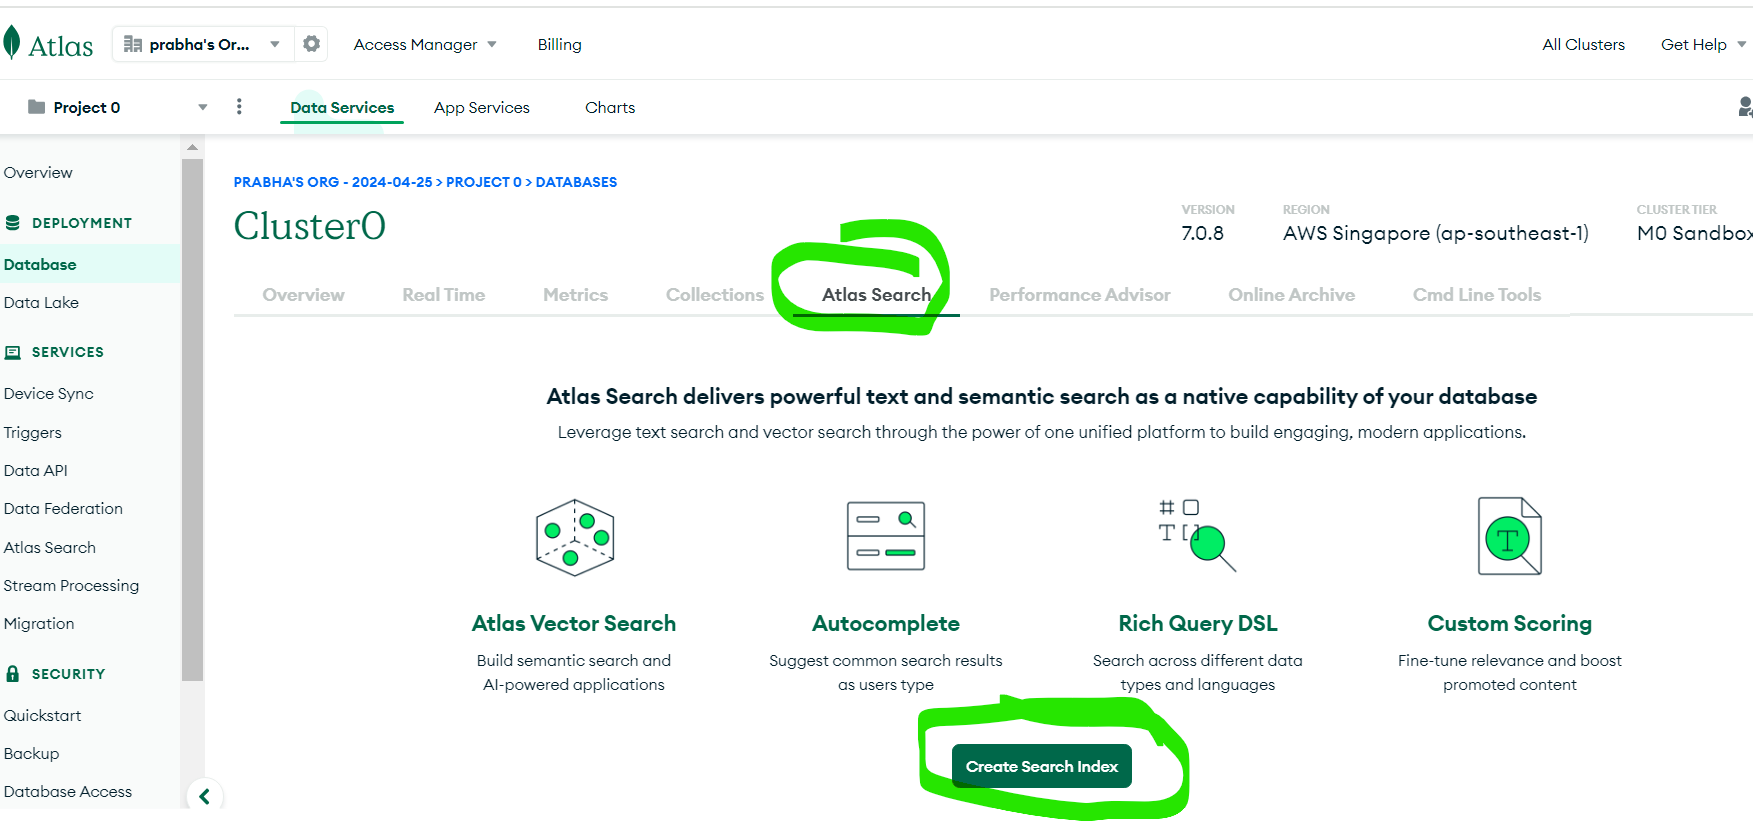 Atlas
prabha's Or...
Access Manager
Billing
All Clusters
Get Help
Project 0
Data Services
App Services
Charts
Overview
DEPLOYMENT
Database
Data Lake
SERVICES
Device Sync
Triggers
Data API
Data Federation
Atlas Search
Stream Processing
Migration
SECURITY
Quickstart
Backup
Database Access
PRABHA'S ORG - 2024-04-25 > PROJECT 0 > DATABASES
Cluster0
VERSION
7.0.8
REGION
AWS Singapore (ap-southeast-1)
CLUSTER TIER
M0 Sandbox
Overview
Real Time
Metrics
Collections
Atlas Search
Performance Advisor
Online Archive
Cmd Line Tools
Atlas Search delivers powerful text and semantic search as a native capability of your database
Leverage text search and vector search through the power of one unified platform to build engaging, modern applications.
Atlas Vector Search
Build semantic search and
AI-powered applications
Autocomplete
Suggest common search results
as users type
Rich Query DSL
Search across different data
types and languages
Custom Scoring
Fine-tune relevance and boost
promoted content
Create Search Index